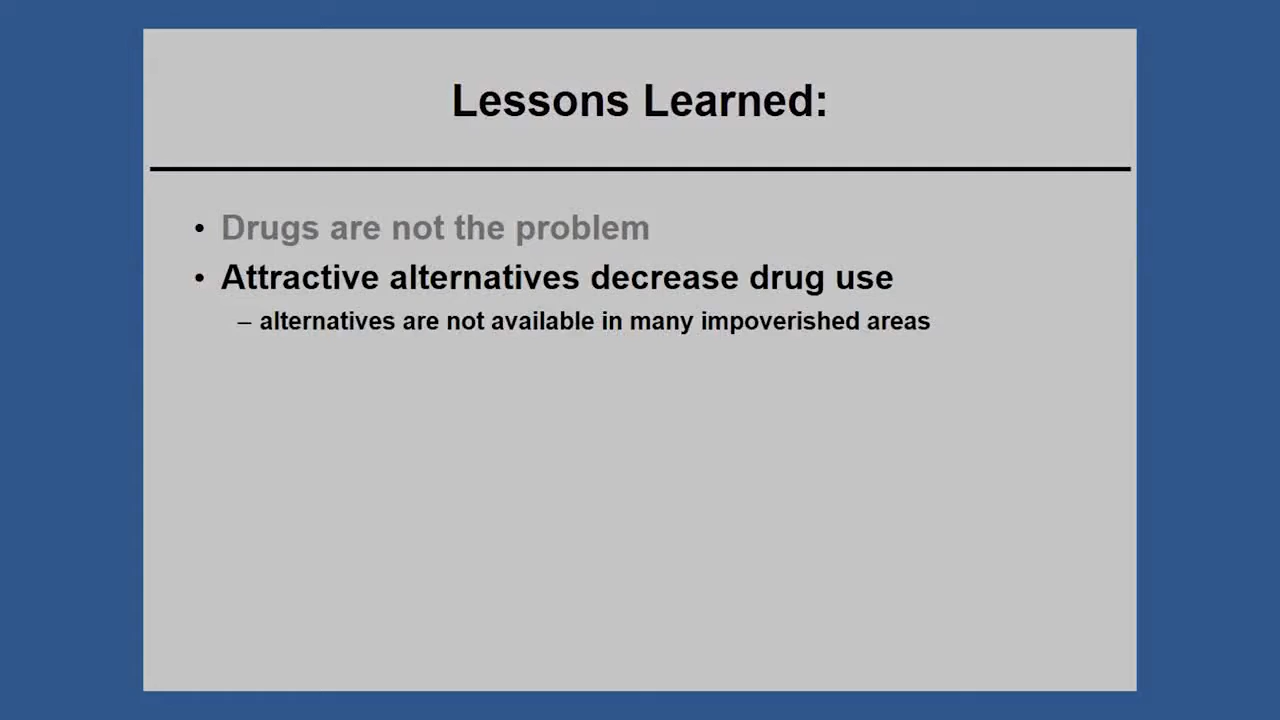 Lessons Learned:
• Drugs are not the problem
• Attractive alternatives decrease drug use
– alternatives are not available in many impoverished areas